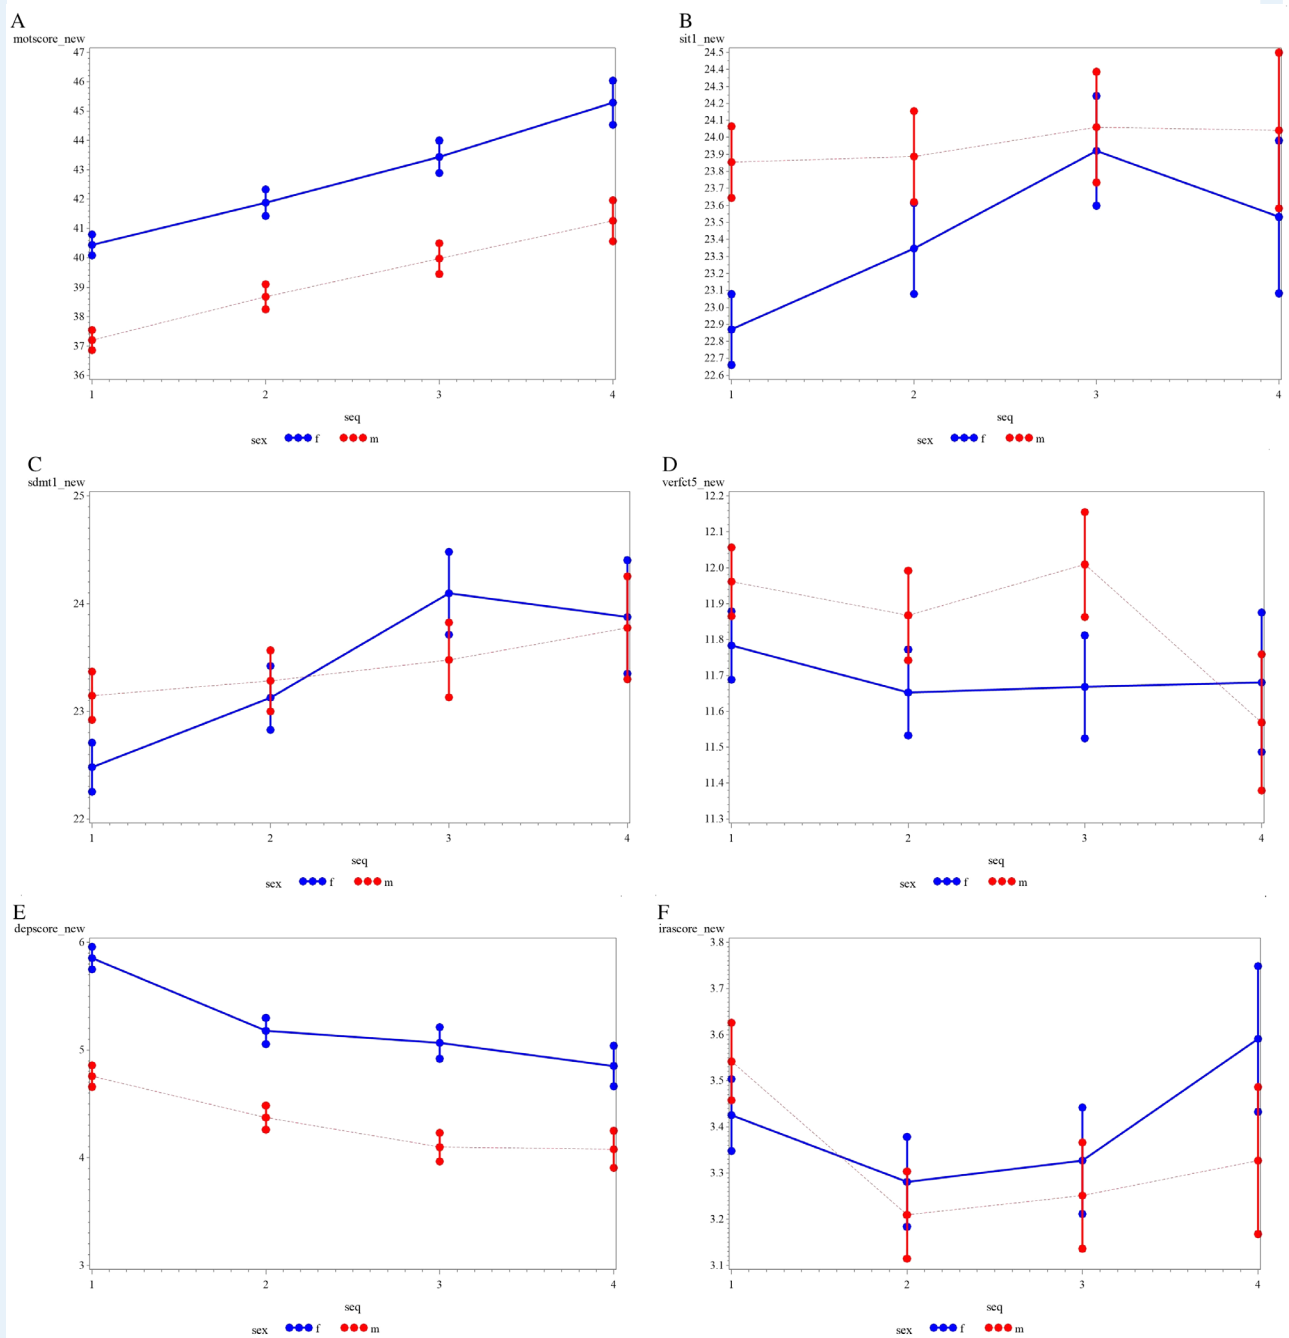 A
motscore_new
47
46
45
44
43
42
41
40
39
38
37
36
1 2 3 4
seq
sex f m
B
sit1_new
24.5
24.4
24.3
24.2
24.1
24.0
23.9
23.8
23.7
23.6
23.5
23.4
23.3
23.2
23.1
23.0
22.9
22.8
22.7
22.6
1 2 3 4
seq
sex f m
C
sdmt1_new
25
24
23
22
1 2 3 4
seq
sex f m
D
verfct5_new
12.2
12.1
12.0
11.9
11.8
11.7
11.6
11.5
11.4
11.3
1 2 3 4
seq
sex f m
E
depscore_new
6
5
4
3
1 2 3 4
seq
sex f m
F
irascore_new
3.8
3.7
3.6
3.5
3.4
3.3
3.2
3.1
1 2 3 4
seq
sex f m